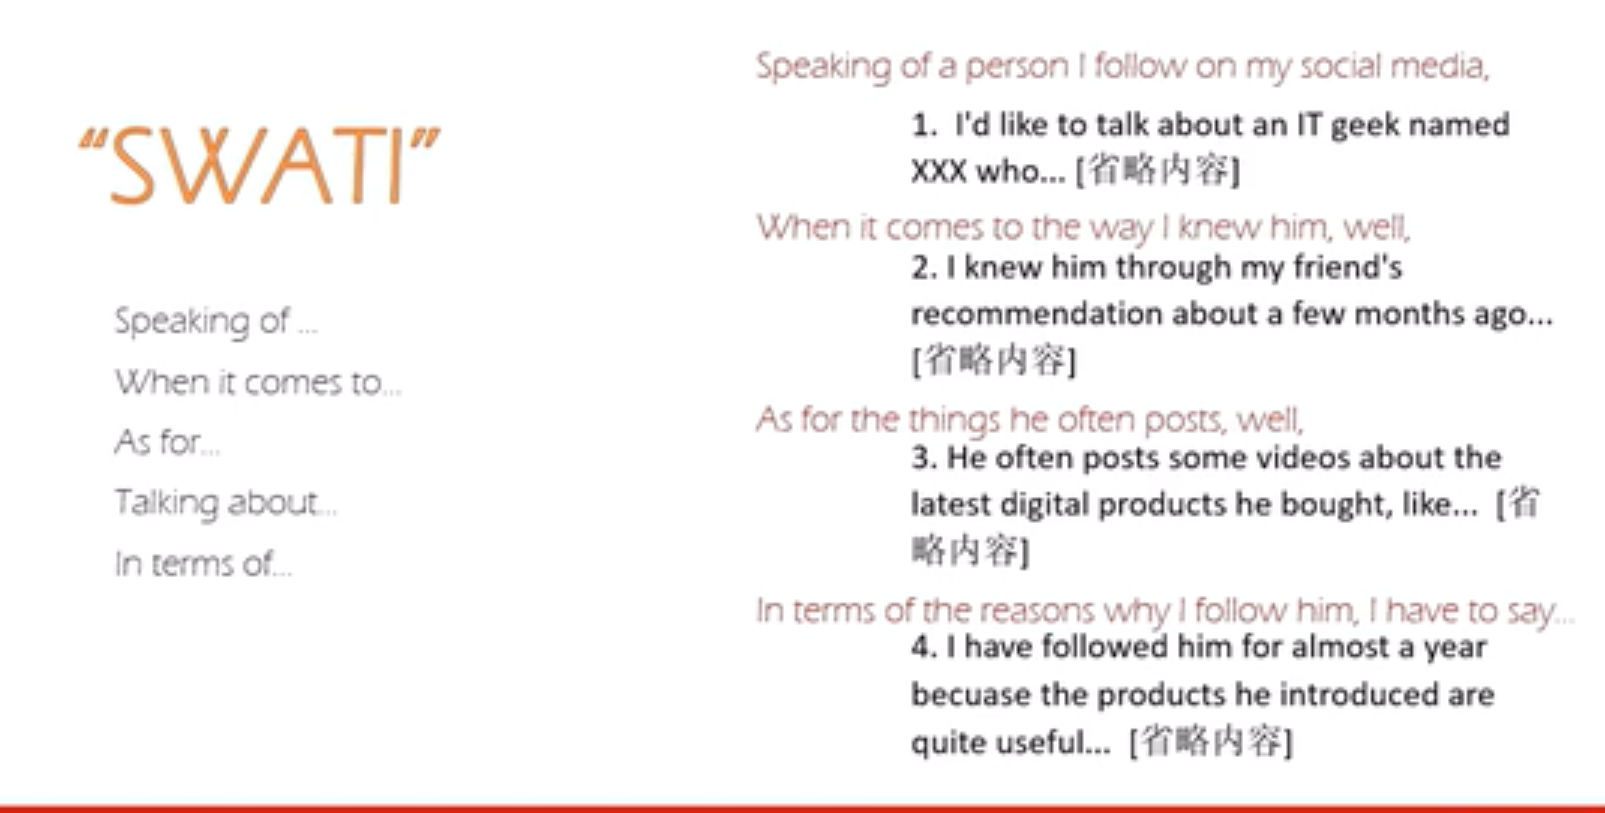 “SWATI”
Speaking of ...
When it comes to...
As for...
Talking about...
In terms of...
Speaking of a person I follow on my social media,
1. I'd like to talk about an IT geek named
XXX who... [省略内容]
When it comes to the way I knew him, well,
2. I knew him through my friend's
recommendation about a few months ago...
[省略内容]
As for the things he often posts, well,
3. He often posts some videos about the
latest digital products he bought, like... [省
略内容]
In terms of the reasons why I follow him, I have to say...
4. I have followed him for almost a year
becuase the products he introduced are
quite useful... [省略内容]